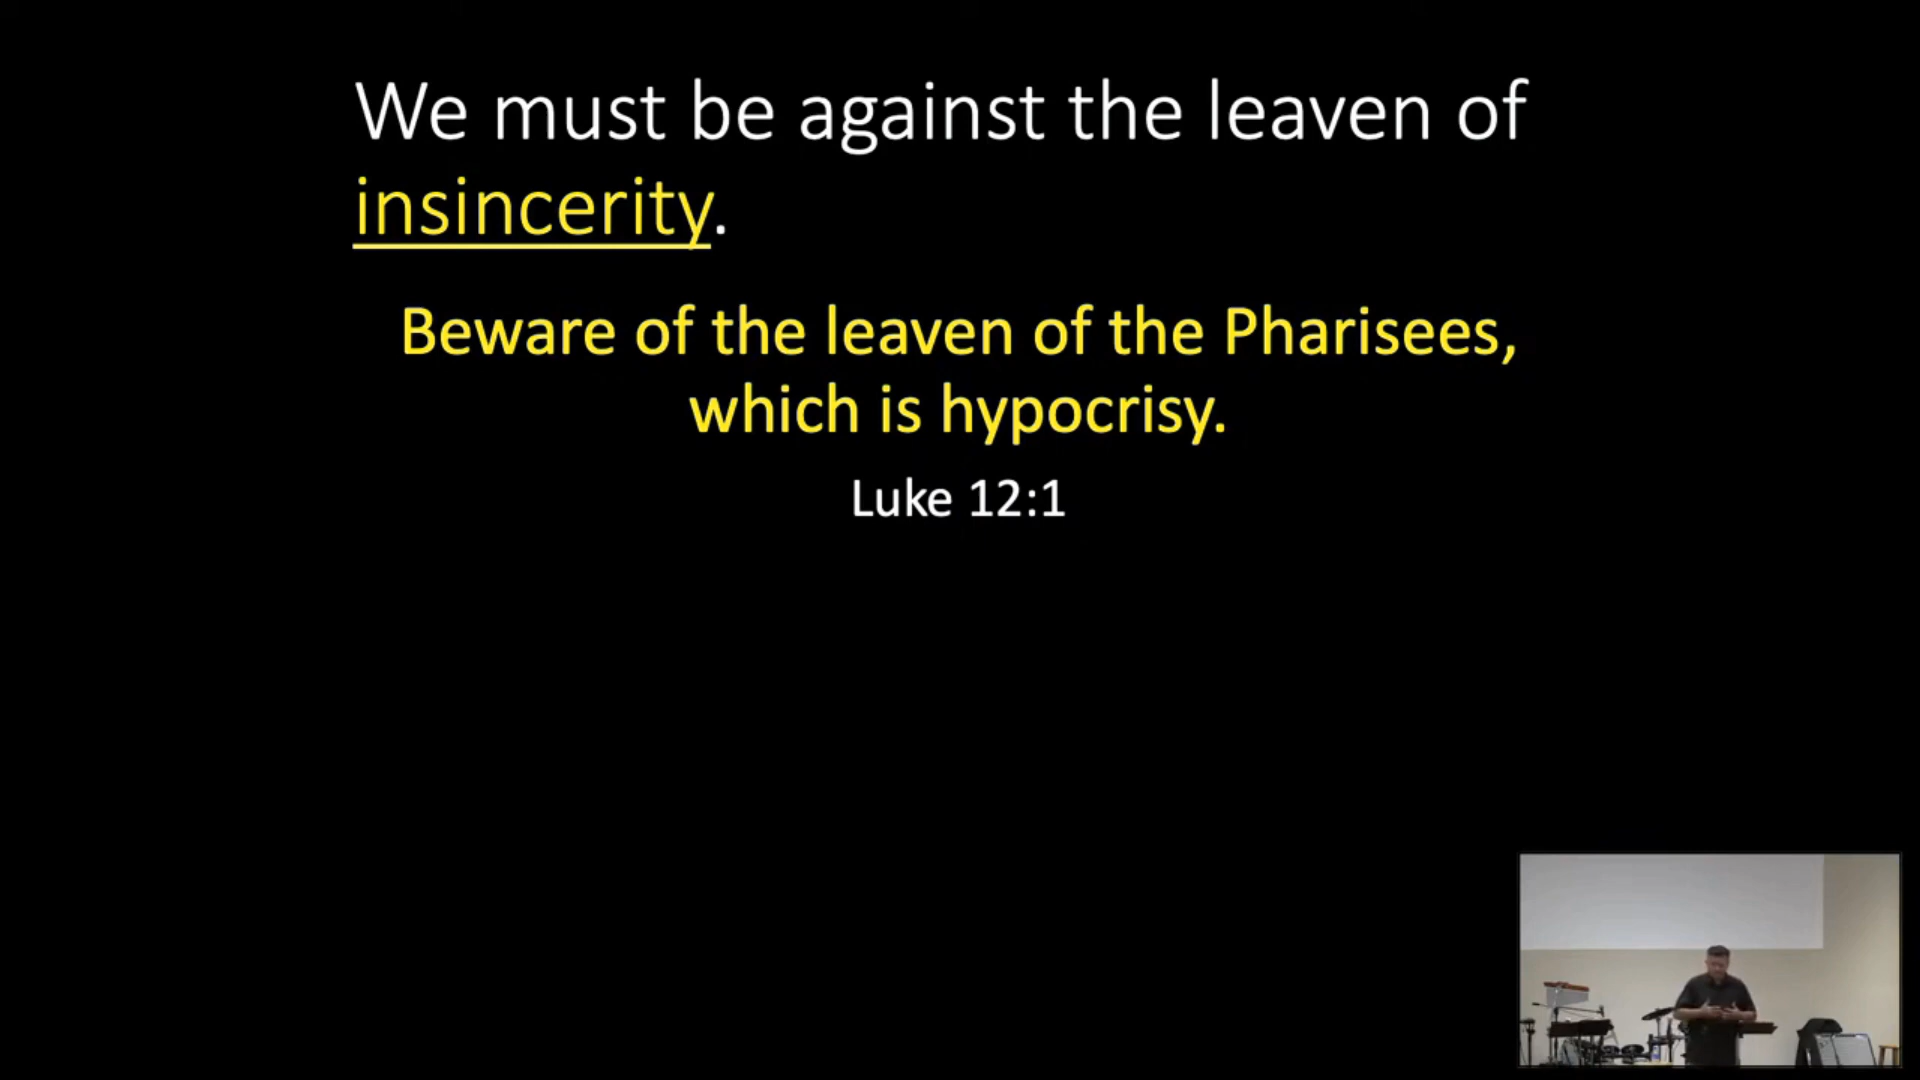 We must be against the leaven of
insincerity.
Beware of the leaven of the Pharisees,
which is hypocrisy.
Luke 12:1